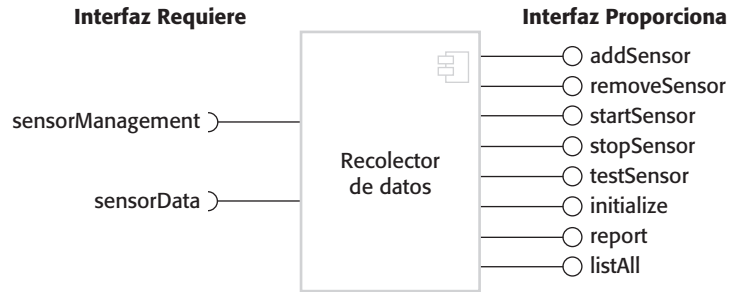 Interfaz Requiere
Interfaz Proporciona
sensorManagement
sensorData
Recolector
de datos
addSensor
removeSensor
startSensor
stopSensor
testSensor
initialize
report
listAll